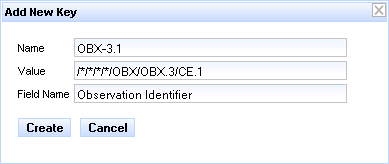 Add New Key
Name OBX-3.1
Value /*/*/*/*/OBX/OBX.3/CE.1
Field Name Observation Identifier
Create Cancel